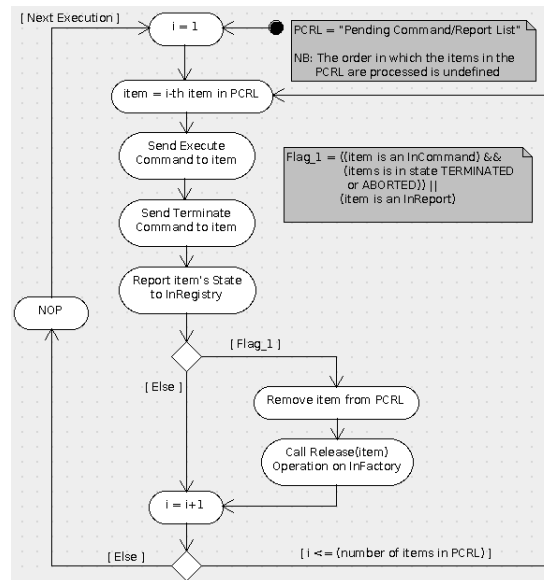 [ Next Execution ]
i = 1
PCRL = "Pending Command/Report List"
NB: The order in which the items in the
PCRL are processed is undefined
item = i-th item in PCRL
Send Execute
Command to item
Flag_1 = ((item is an InCommand) &&
(items is in state TERMINATED
or ABORTED)) ||
(item is an InReport)
Send Terminate
Command to item
Report item's State
to InRegistry
NOP
[ Flag_1 ]
[ Else ]
Remove item from PCRL
Call Release(item)
Operation on InFactory
i = i+1
[ Else ]
[ i <= (number of items in PCRL) ]